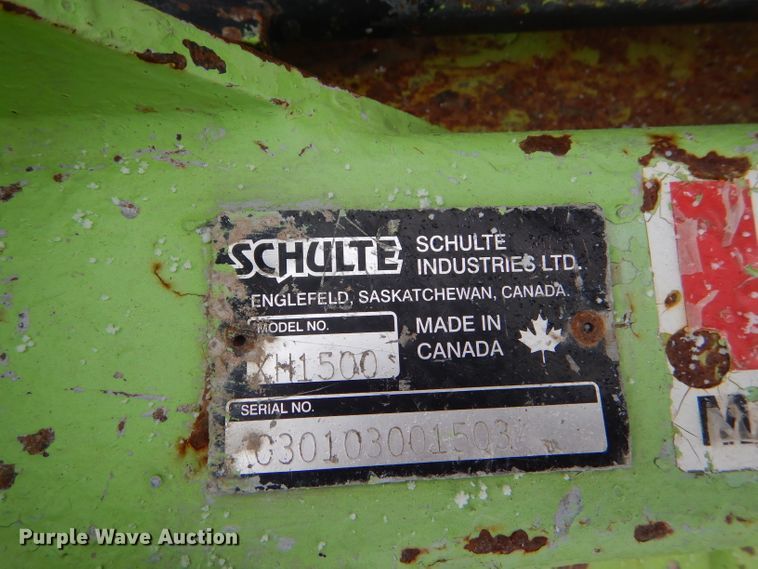 SCHULTE
SCHULTE
INDUSTRIES LTD.
ENGLEFELD, SASKATCHEWAN, CANADA.
MODEL NO.
XH1500
MADE IN
CANADA
SERIAL NO.
Purple Wave Auction